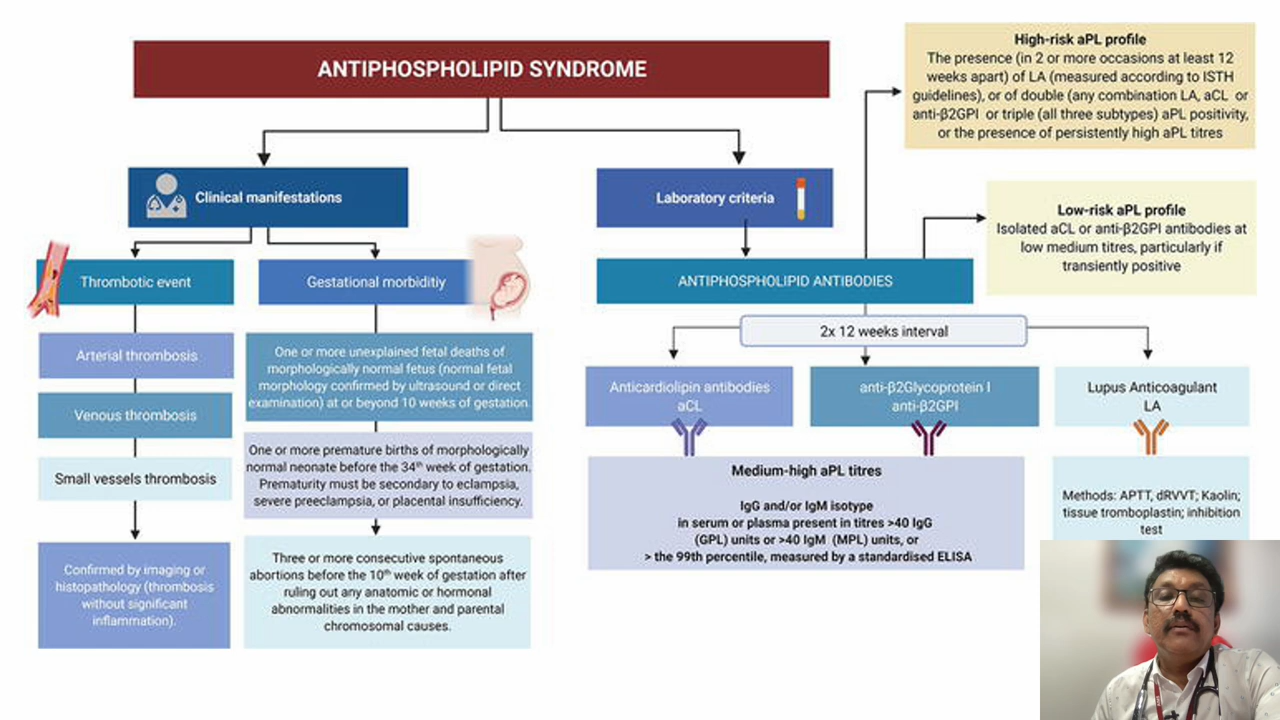 ANTIPHOSPHOLIPID SYNDROME
High-risk aPL profile
The presence (in 2 or more occasions at least 12
weeks apart) of LA (measured according to ISTH
guidelines), or of double (any combination LA, aCL or
anti-β2GPI or triple (all three subtypes) aPL positivity,
or the presence of persistently high aPL titres
Clinical manifestations
Laboratory criteria
Low-risk aPL profile
Isolated aCL or anti-β2GPI antibodies at
low medium titres, particularly if
transiently positive
Thrombotic event
Gestational morbiditiy
ANTIPHOSPHOLIPID ANTIBODIES
2x 12 weeks interval
Arterial thrombosis
Venous thrombosis
Small vessels thrombosis
Confirmed by imaging or
histopathology (thrombosis
without significant
inflammation).
One or more unexplained fetal deaths of
morphologically normal fetus (normal fetal
morphology confirmed by ultrasound or direct
examination) at or beyond 10 weeks of gestation.
One or more premature births of morphologically
normal neonate before the 34th week of gestation.
Prematurity must be secondary to eclampsia,
severe preeclampsia, or placental insufficiency.
Three or more consecutive spontaneous
abortions before the 10th week of gestation after
ruling out any anatomic or hormonal
abnormalities in the mother and parental
chromosomal causes.
Anticardiolipin antibodies
aCL
anti-β2Glycoprotein I
anti-β2GPI
Lupus Anticoagulant
LA
Medium-high aPL titres
IgG and/or IgM isotype
in serum or plasma present in titres >40 IgG
(GPL) units or >40 IgM (MPL) units, or
> the 99th percentile, measured by a standardised ELISA
Methods: APTT, dRVVT; Kaolin;
tissue tromboplastin; inhibition
test